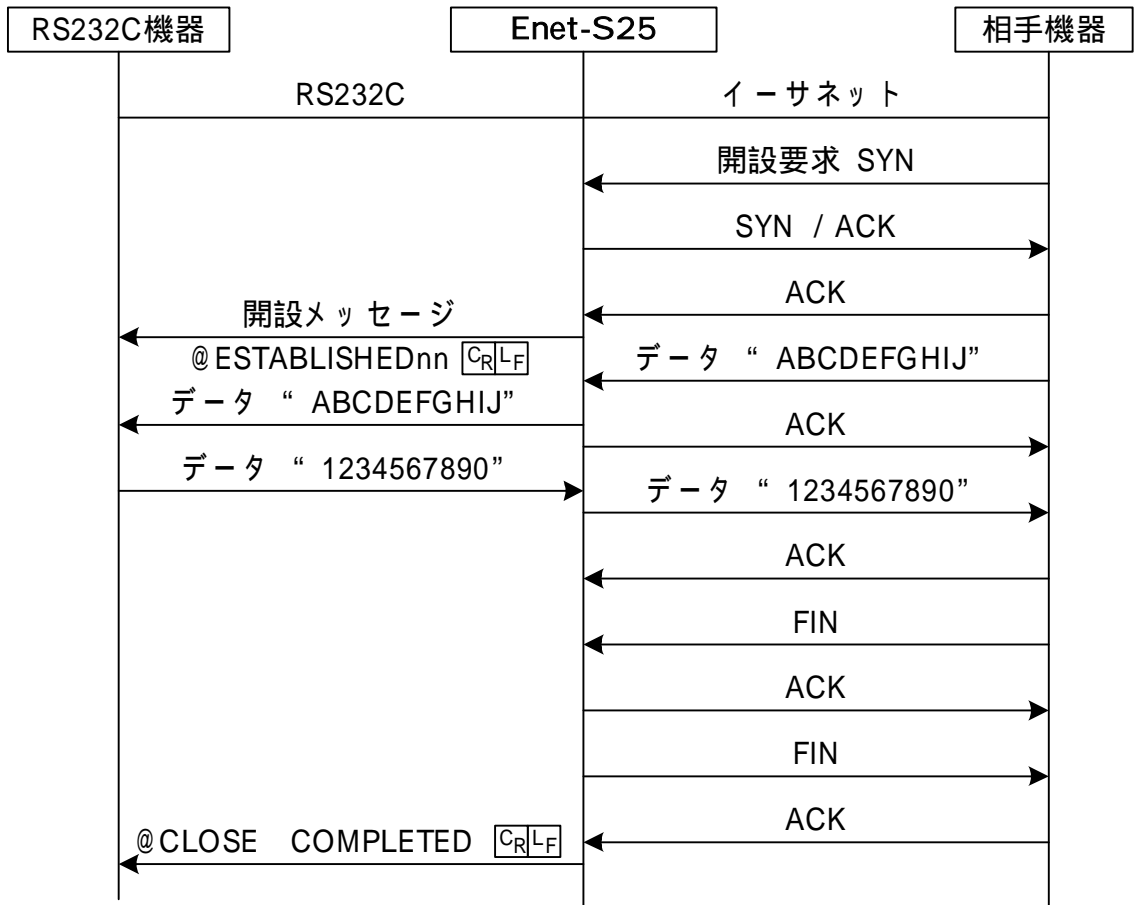 RS232C機器 Enet-S25 相手機器
RS232C イーサネット
開設要求 SYN
SYN / ACK
ACK
開設メッセージ
@ESTABLISHEDnn CRLF
データ “ ABCDEFGHIJ”
データ “ ABCDEFGHIJ”
ACK
データ “ 1234567890”
データ “ 1234567890”
ACK
FIN
ACK
FIN
ACK
@CLOSE COMPLETED CRLF